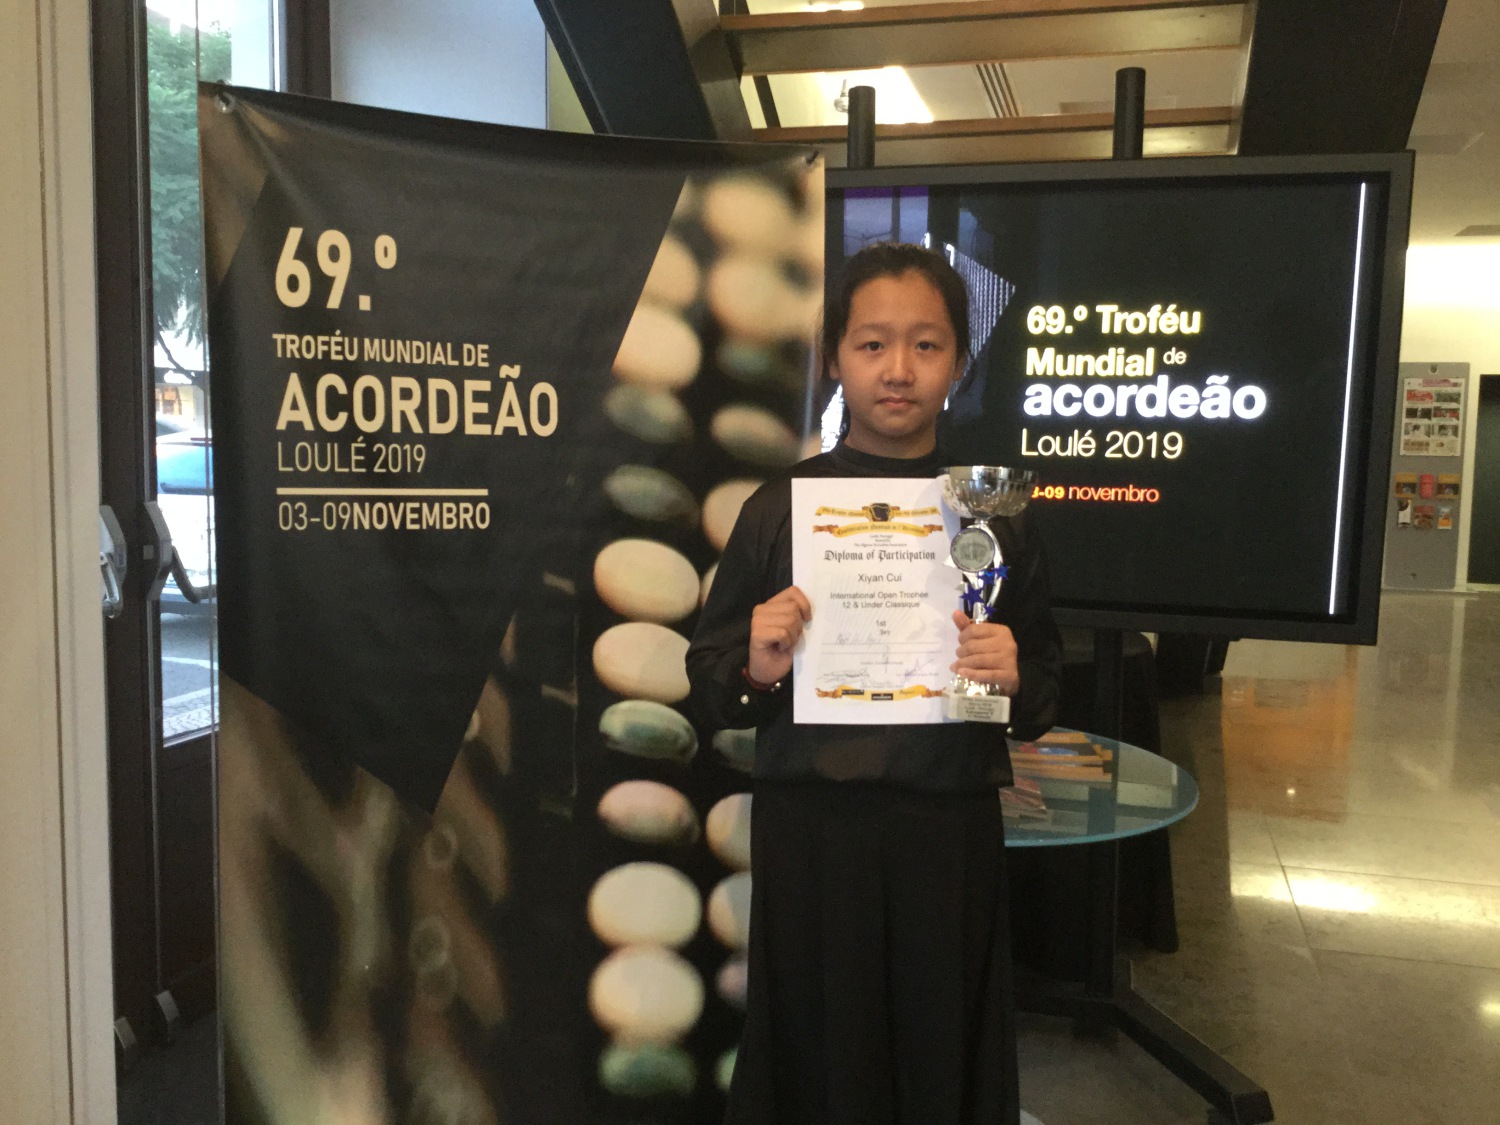 69.º
TROFÉU MUNDIAL DE
ACORDEÃO
LOULÉ 2019
03-09NOVEMBRO
69.º Troféu
Mundial de
acordeão
Loulé 2019
-09 novembro
Diploma of Participation
Xiyan Cui
International Open Trophée
12 & Under Classique
1st